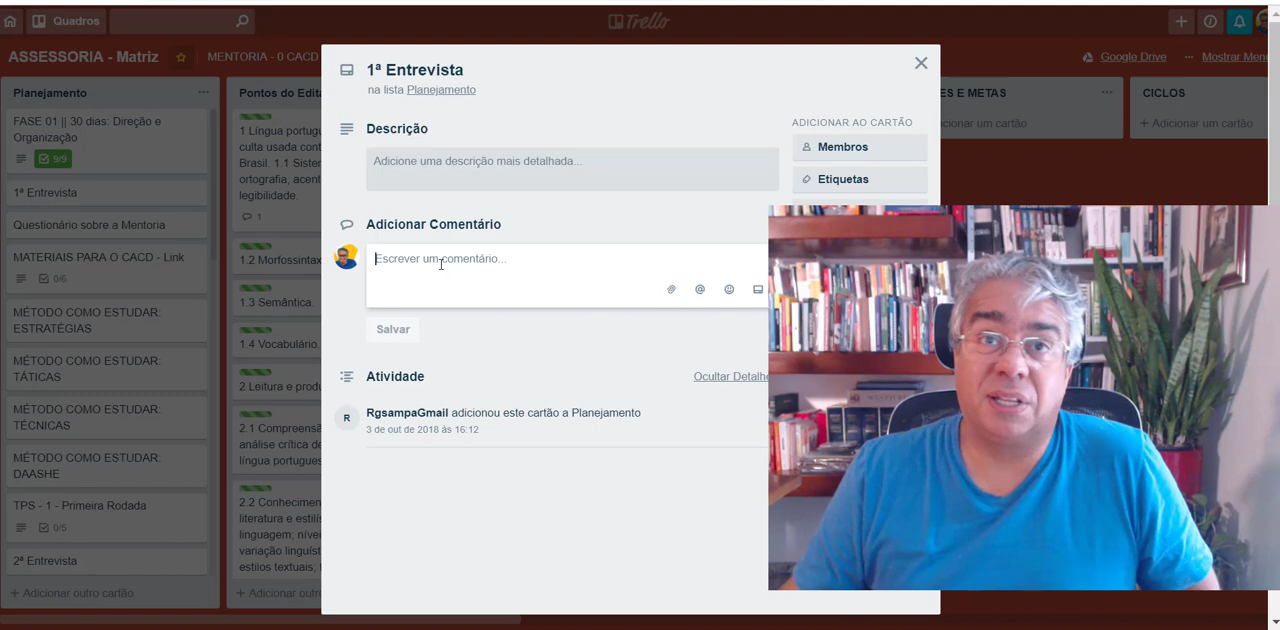 Quadros
Trello
ASSESSORIA - Matriz
MENTORIA - 0 CACD
Google Drive
Mostrar Menu
Planejamento
FASE 01 || 30 dias: Direção e
Organização
9/9
1ª Entrevista
Questionário sobre a Mentoria
MATERIAIS PARA O CACD - Link
0/6
MÉTODO COMO ESTUDAR:
ESTRATÉGIAS
MÉTODO COMO ESTUDAR:
TÁTICAS
MÉTODO COMO ESTUDAR:
TÉCNICAS
MÉTODO COMO ESTUDAR:
DAASHE
TPS - 1 - Primeira Rodada
0/5
2ª Entrevista
+ Adicionar outro cartão
Pontos do Edita
1 Língua portugu
culta usada cont
Brasil. 1.1 Sister
ortografia, acent
legibilidade.
1
1.2 Morfossintax
1.3 Semântica.
1.4 Vocabulário.
2 Leitura e produ
2.1 Compreensã
análise crítica de
língua portugues
2.2 Conhecimen
literatura e estilís
linguagem; níve
variação linguíst
estilos textuais; t
+ Adicionar outro
1ª Entrevista
na lista Planejamento
Descrição
Adicione uma descrição mais detalhada...
Adicionar Comentário
Escrever um comentário...
@
Salvar
Atividade
Ocultar Detalhe
R
RgsampaGmail adicionou este cartão a Planejamento
3 de out de 2018 às 16:12
ADICIONAR AO CARTÃO
Membros
Etiquetas
ES E METAS
cionar um cartão
CICLOS
+ Adicionar um cartão